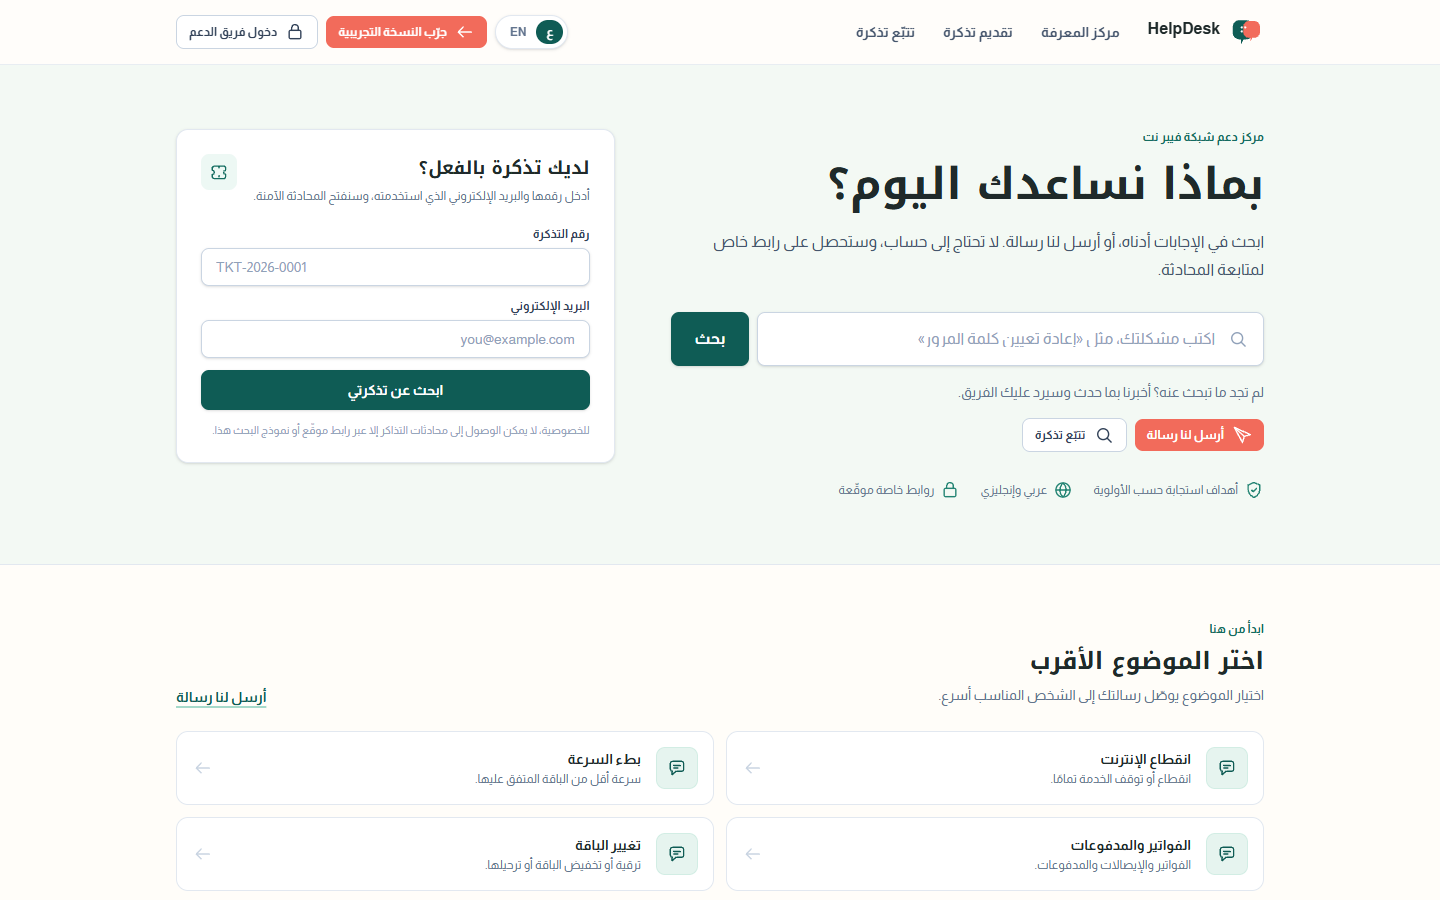 HelpDesk
مركز المعرفة
تقديم تذكرة
تتبّع تذكرة
ع
EN
جرّب النسخة التجريبية
دخول فريق الدعم
مركز دعم شبكة فيبر نت
بماذا نساعدك اليوم؟
ابحث في الإجابات أدناه، أو أرسل لنا رسالة. لا تحتاج إلى حساب، وستحصل على رابط خاص
لمتابعة المحادثة.
اكتب مشكلتك، مثل «إعادة تعيين كلمة المرور»
بحث
لم تجد ما تبحث عنه؟ أخبرنا بما حدث وسيرد عليك الفريق.
أرسل لنا رسالة
تتبّع تذكرة
أهداف استجابة حسب الأولوية
عربي وإنجليزي
روابط خاصة موقّعة
لديك تذكرة بالفعل؟
أدخل رقمها والبريد الإلكتروني الذي استخدمته، وسنفتح المحادثة الآمنة.
رقم التذكرة
TKT-2026-0001
البريد الإلكتروني
you@example.com
ابحث عن تذكرتي
للخصوصية، لا يمكن الوصول إلى محادثات التذاكر إلا عبر رابط موقّع أو نموذج البحث هذا.
ابدأ من هنا
اختر الموضوع الأقرب
اختيار الموضوع يوصّل رسالتك إلى الشخص المناسب أسرع.
أرسل لنا رسالة
انقطاع الإنترنت
انقطاع أو توقف الخدمة تمامًا.
بطء السرعة
سرعة أقل من الباقة المتفق عليها.
الفواتير والمدفوعات
الفواتير والإيصالات والمدفوعات.
تغيير الباقة
ترقية أو تخفيض الباقة أو ترحيلها.